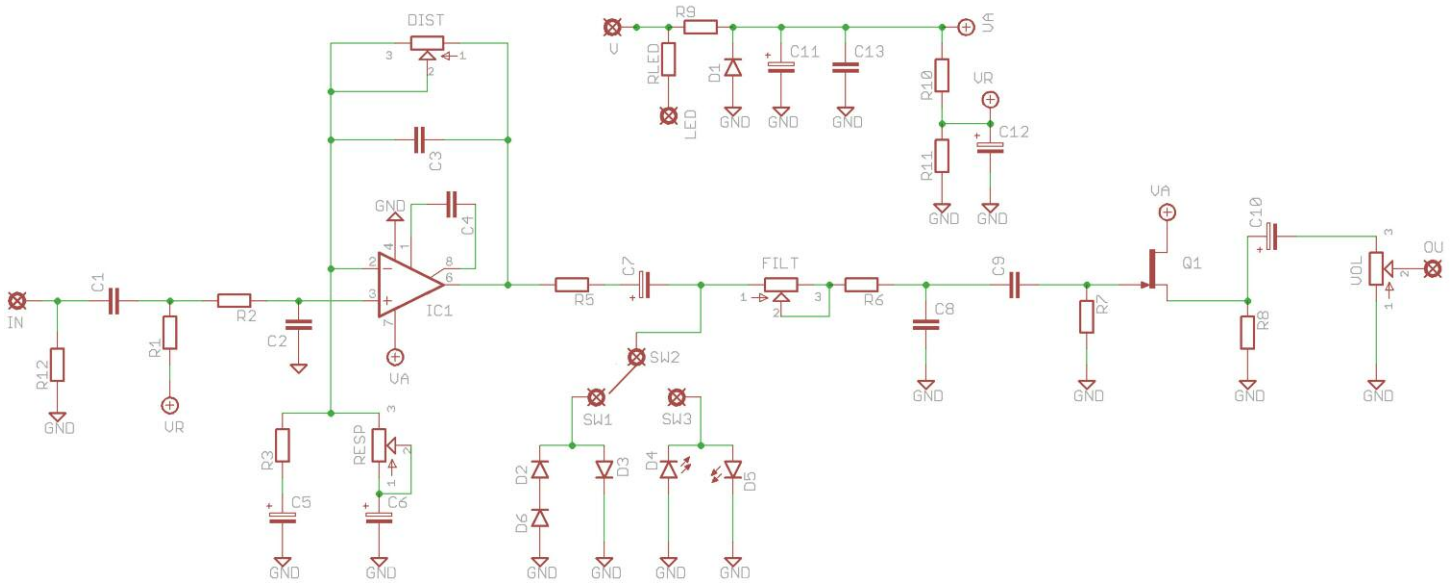 DIST
3
1
2
C3
GND
C4
4
1
8
2
6
3
7
IC1
VA
IN
C1
R12
GND
R1
VR
R2
C2
R3
C5
GND
RESP
3
2
1
C6
GND
V
R9
RLED
LED
D1
GND
C11
GND
C13
GND
VA
R10
R11
GND
VR
C12
GND
R5
C7
FILT
1
3
2
R6
C8
GND
C9
R7
GND
VA
Q1
R8
GND
C10
VOL
3
2
1
GND
OU
SW2
SW1
SW3
D2
D6
GND
D3
GND
D4
GND
D5
GND